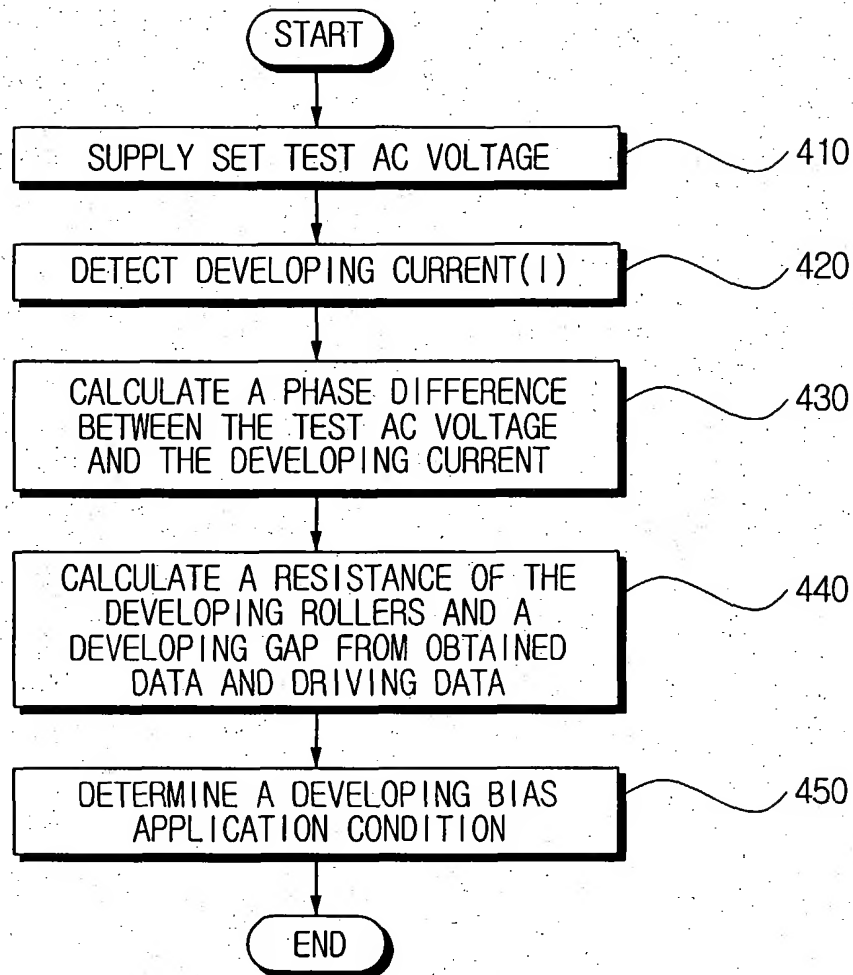 START
SUPPLY SET TEST AC VOLTAGE
410
DETECT DEVELOPING CURRENT(I)
420
CALCULATE A PHASE DIFFERENCE
BETWEEN THE TEST AC VOLTAGE
AND THE DEVELOPING CURRENT
430
CALCULATE A RESISTANCE OF THE
DEVELOPING ROLLERS AND A
DEVELOPING GAP FROM OBTAINED
DATA AND DRIVING DATA
440
DETERMINE A DEVELOPING BIAS
APPLICATION CONDITION
450
END